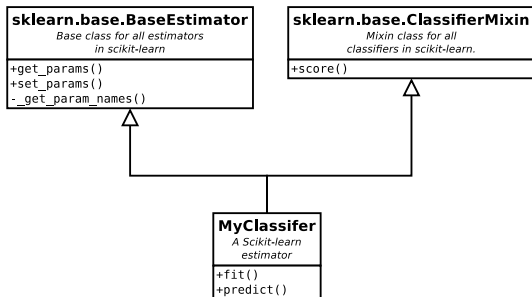 sklearn.base.BaseEstimator
Base class for all estimators
in scikit-learn
+get_params()
+set_params()
-_get_param_names()
sklearn.base.ClassifierMixin
Mixin class for all
classifiers in scikit-learn.
+score()
MyClassifer
A Scikit-learn
estimator
+fit()
+predict()